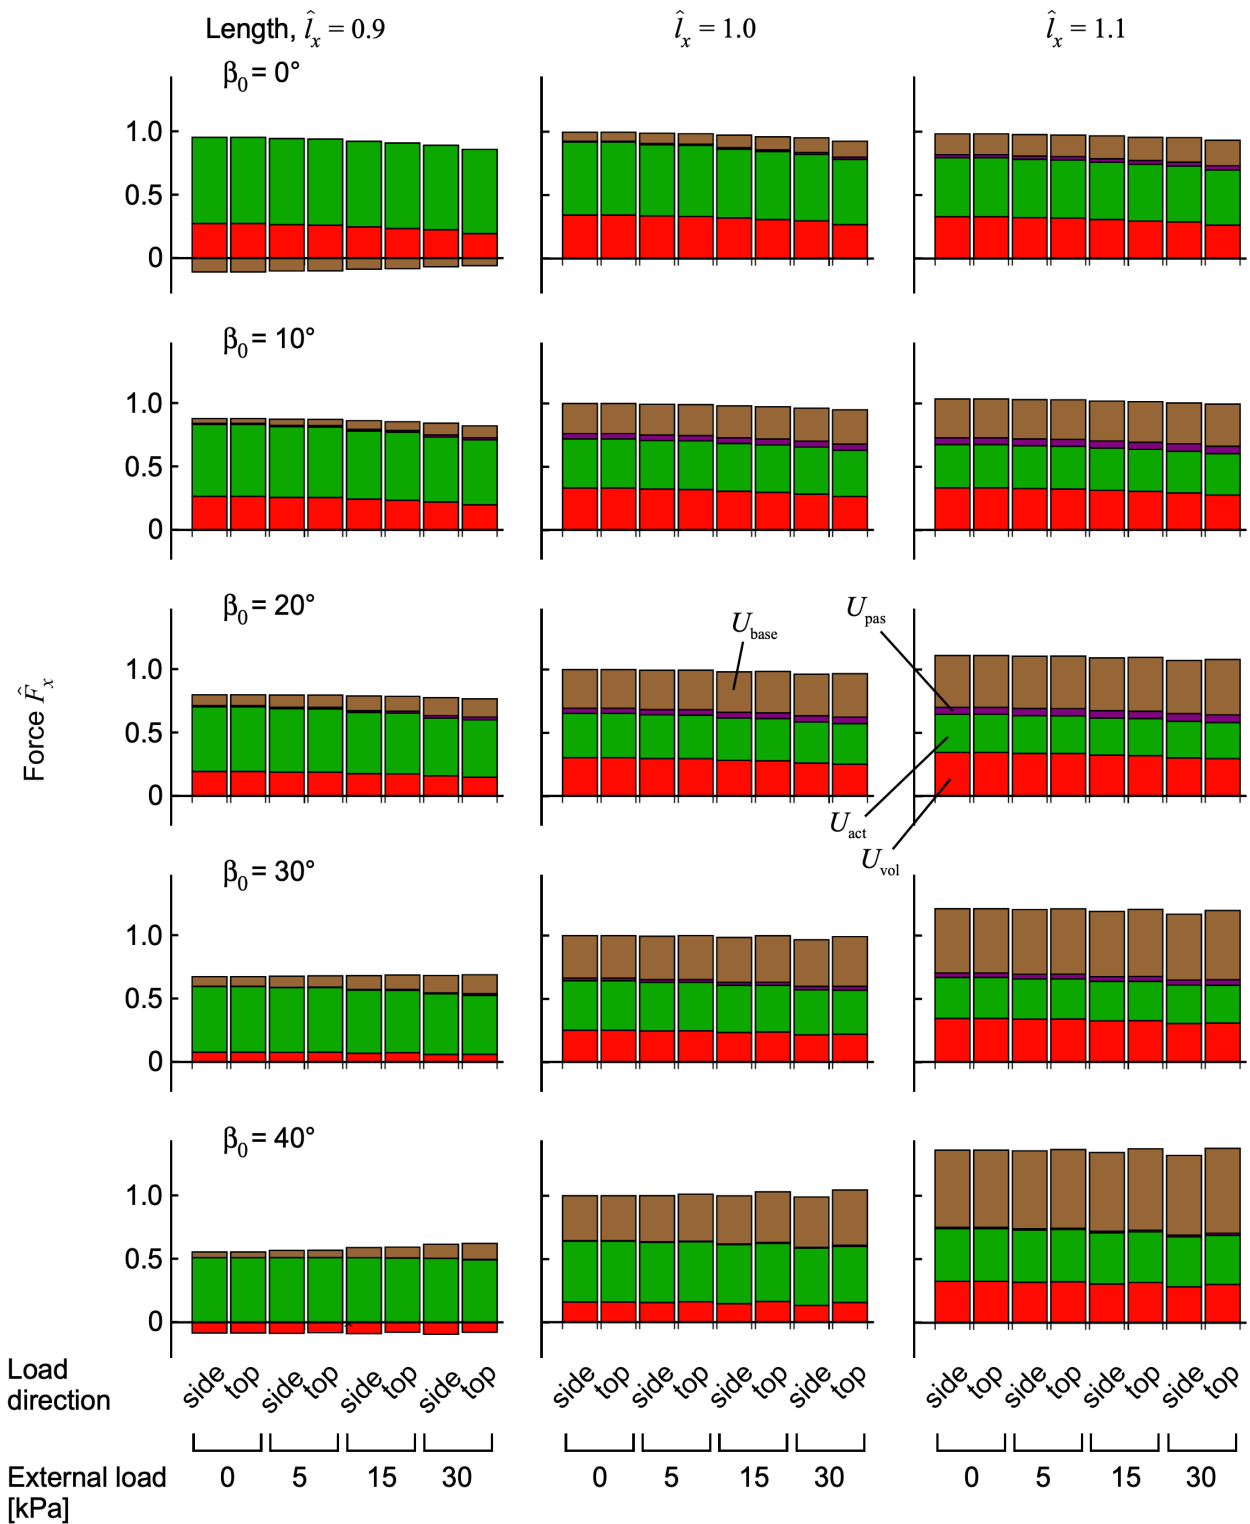 Length, l̂x = 0.9 l̂x = 1.0 l̂x = 1.1
β0 = 0°
1.0
0.5
0
β0 = 10°
1.0
0.5
0
β0 = 20°
Ubase Upas
1.0
0.5
0
Force F̂x
Uact
Uvol
β0 = 30°
1.0
0.5
0
β0 = 40°
1.0
0.5
0
Load direction
side top side top side top side top side top side top side top side top side top side top side top side top
External load 0 5 15 30 0 5 15 30 0 5 15 30
[kPa]